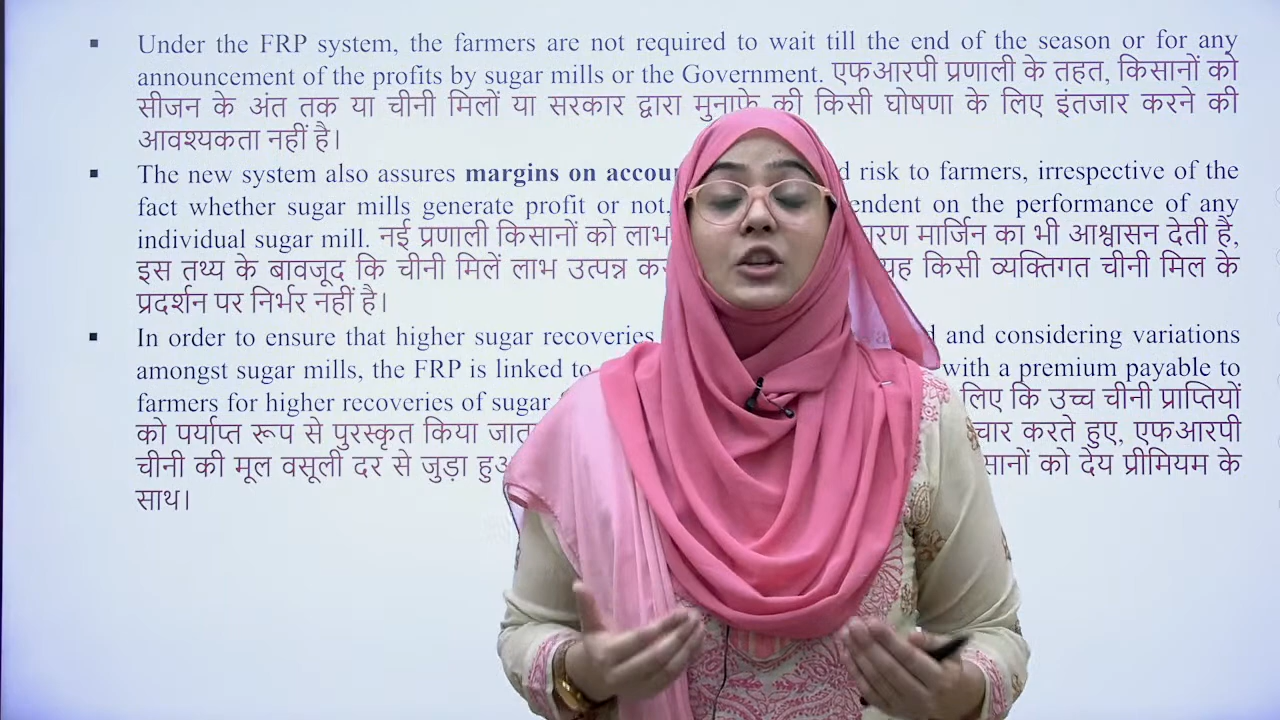 Under the FRP system, the farmers are not required to wait till the end of the season or for any
announcement of the profits by sugar mills or the Government. एफआरपी प्रणाली के तहत, किसानों को
सीजन के अंत तक या चीनी मिलों या सरकार द्वारा मुनाफे की किसी घोषणा के लिए इंतजार करने की
आवश्यकता नहीं है।
The new system also assures margins on risk to farmers, irrespective of the
fact whether sugar mills generate profit or not, on the performance of any
individual sugar mill. नई प्रणाली किसानों को लाभ मार्जिन का भी आश्वासन देती है,
इस तथ्य के बावजूद कि चीनी मिलें लाभ उत्पन्न यह किसी व्यक्तिगत चीनी मिल के
प्रदर्शन पर निर्भर नहीं है।
In order to ensure that higher sugar recoveries and considering variations
amongst sugar mills, the FRP is linked to with a premium payable to
farmers for higher recoveries of sugar लिए कि उच्च चीनी प्राप्तियों
को पर्याप्त रूप से पुरस्कृत किया करते हुए, एफआरपी
चीनी की मूल वसूली दर से जुड़ा को देय प्रीमियम के
साथ।